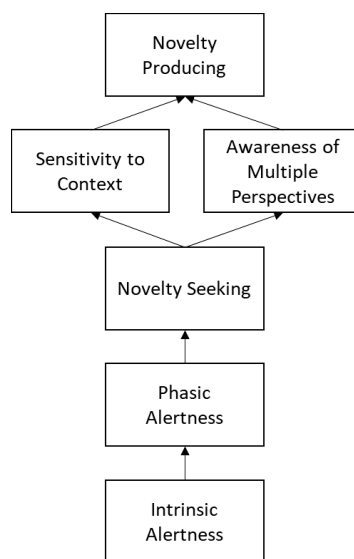 Novelty
Producing
Sensitivity to
Context
Awareness of
Multiple
Perspectives
Novelty Seeking
Phasic
Alertness
Intrinsic
Alertness